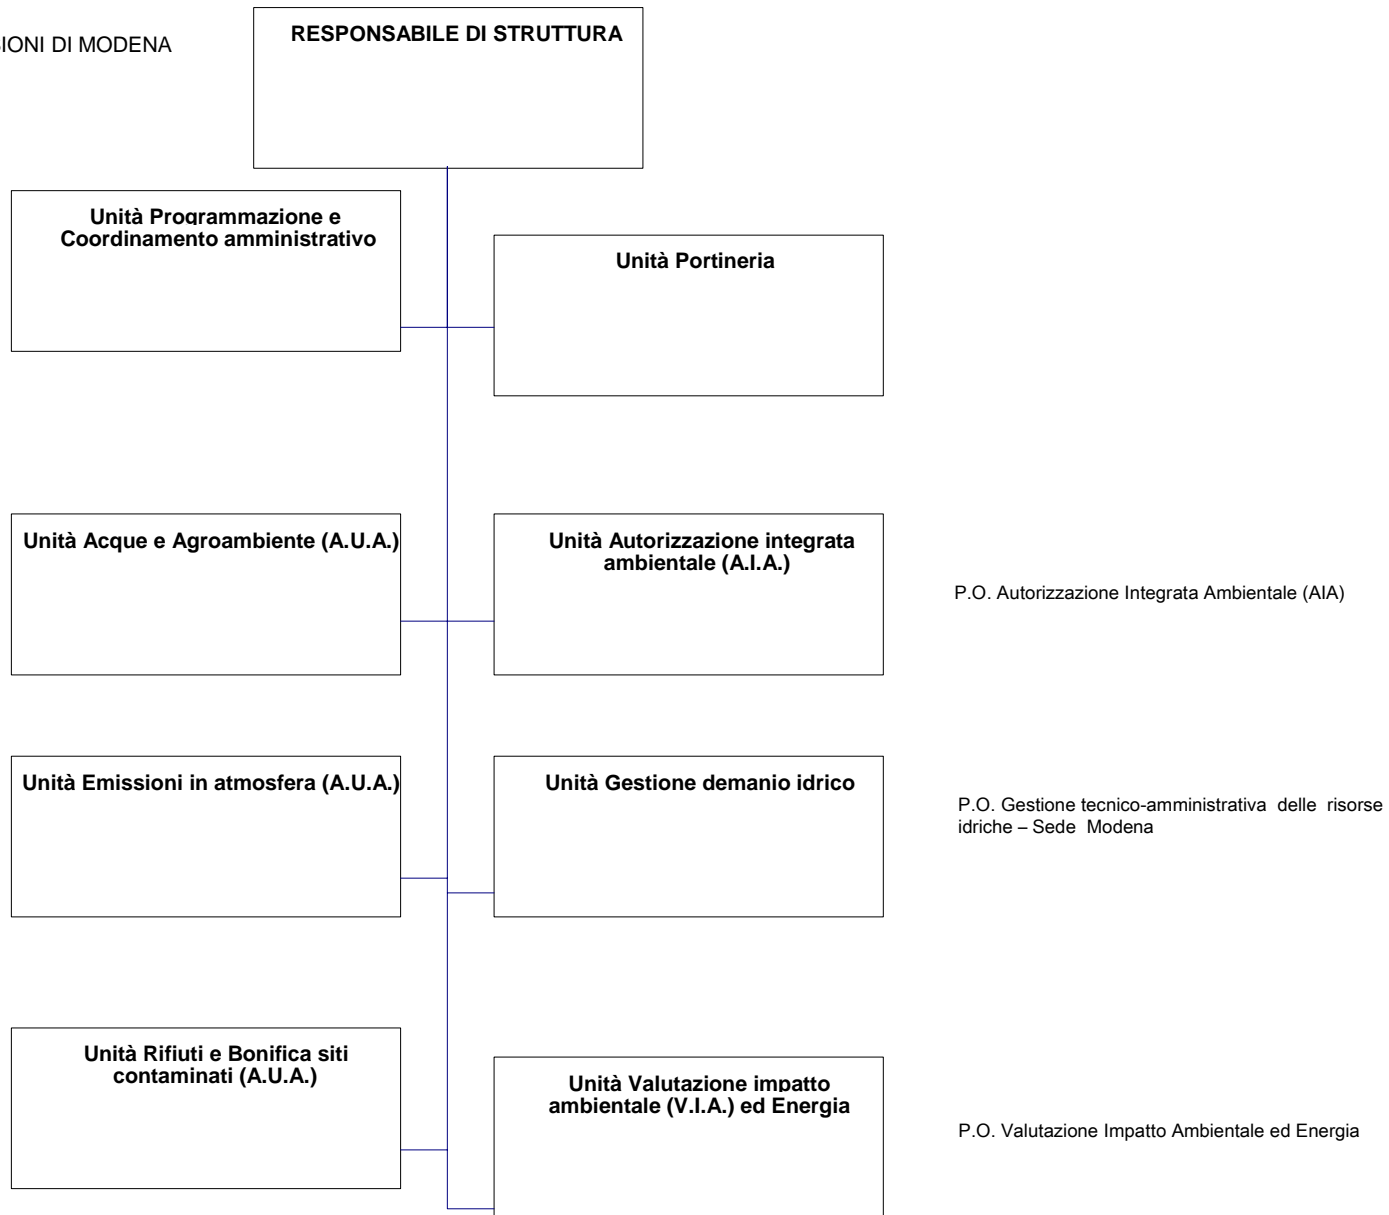 SIONI DI MODENA
RESPONSABILE DI STRUTTURA
Unità Programmazione e
Coordinamento amministrativo
Unità Portineria
Unità Acque e Agroambiente (A.U.A.)
Unità Autorizzazione integrata
ambientale (A.I.A.)
P.O. Autorizzazione Integrata Ambientale (AIA)
Unità Emissioni in atmosfera (A.U.A.)
Unità Gestione demanio idrico
P.O. Gestione tecnico-amministrativa delle risorse
idriche – Sede Modena
Unità Rifiuti e Bonifica siti
contaminati (A.U.A.)
Unità Valutazione impatto
ambientale (V.I.A.) ed Energia
P.O. Valutazione Impatto Ambientale ed Energia